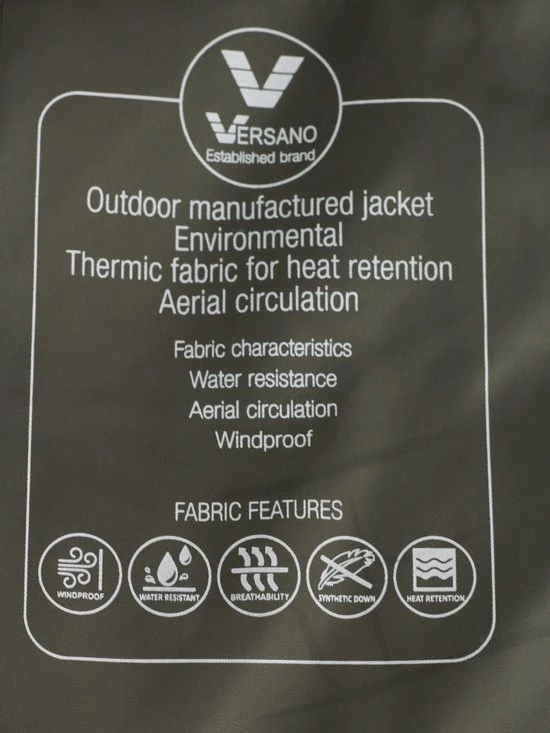 VERSANO
Established brand
Outdoor manufactured jacket
Environmental
Thermic fabric for heat retention
Aerial circulation
Fabric characteristics
Water resistance
Aerial circulation
Windproof
FABRIC FEATURES
WINDPROOF
WATER RESISTANT
BREATHABILITY
SYNTHETIC DOWN
HEAT RETENTION